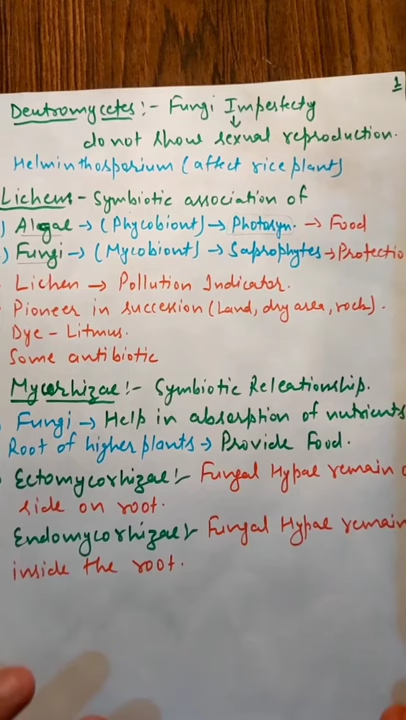 1
Deutromycetes:- Fungi Imperfecty
↓
do not show sexual reproduction.
Helminthosporium (affect rice plant)
Lichens - Symbiotic association of
) Algae → (Phycobiont) → Photosyn. → Food
) Fungi → (Mycobiont) → Saprophytes → Protectio
Lichen → Pollution Indicator.
Pioneer in succession (Land, dry area, rock).
Dye - Litmus.
Some antibiotic
Mycorhizae :- Symbiotic Releationship.
Fungi → Help in absorption of nutrients
Root of higher plants → Provide Food.
Ectomycorhizae :- Fungal Hypae remain o
side on root.
Endomycorhizae :- Fungal Hypae remain
inside the root.